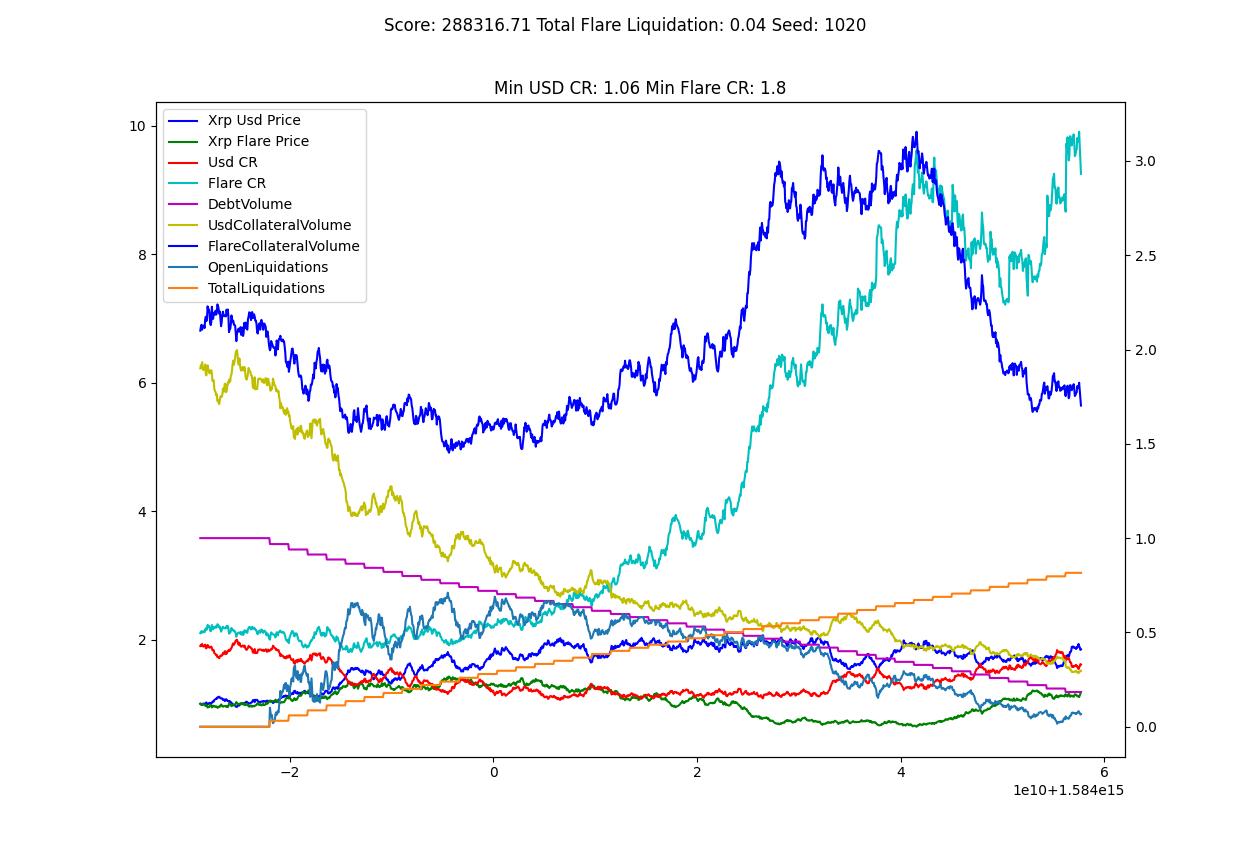 Score: 288316.71 Total Flare Liquidation: 0.04 Seed: 1020
Min USD CR: 1.06 Min Flare CR: 1.8
Xrp Usd Price
Xrp Flare Price
Usd CR
Flare CR
DebtVolume
UsdCollateralVolume
FlareCollateralVolume
OpenLiquidations
TotalLiquidations
10
8
6
4
2
3.0
2.5
2.0
1.5
1.0
0.5
0.0
−2
0
2
4
6
1e10+1.584e15